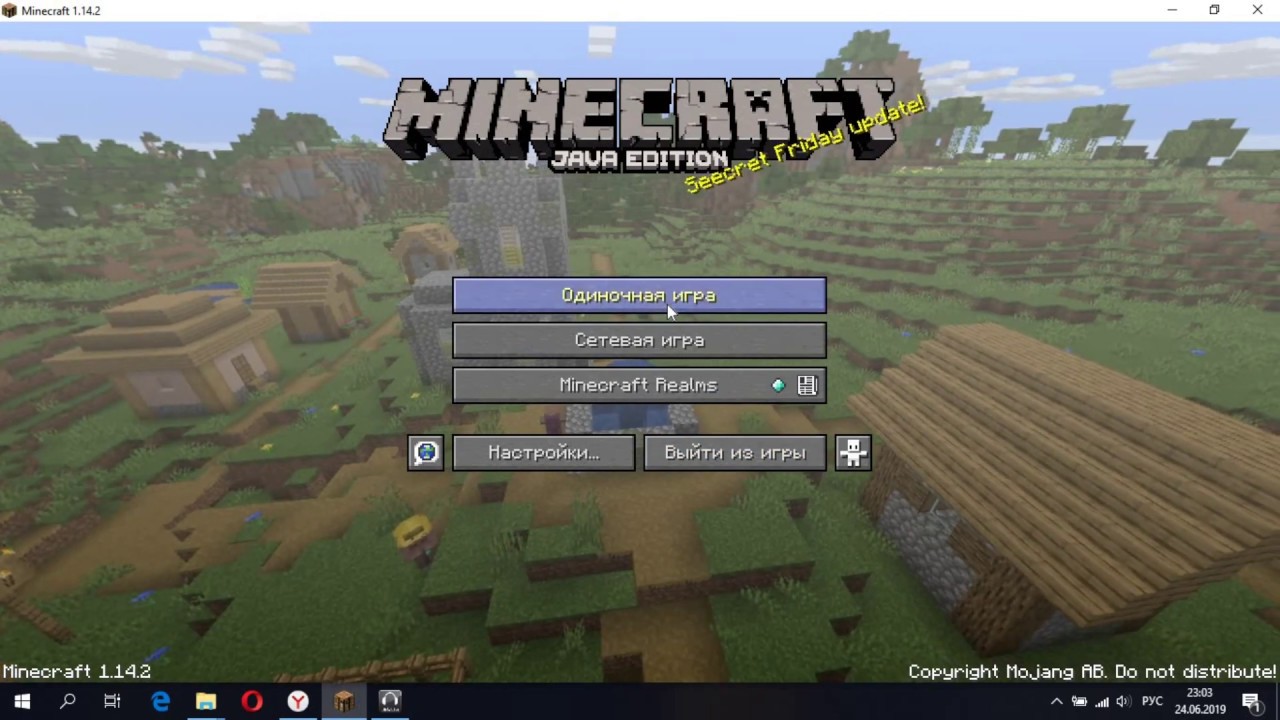 Minecraft 1.14.2
MINECRAFT
JAVA EDITION
Seecret Friday update!
Одиночная игра
Сетевая игра
Minecraft Realms
Настройки...
Выйти из игры
Minecraft 1.14.2
Copyright Mojang AB. Do not distribute!
РУС
23:03
24.06.2019
1